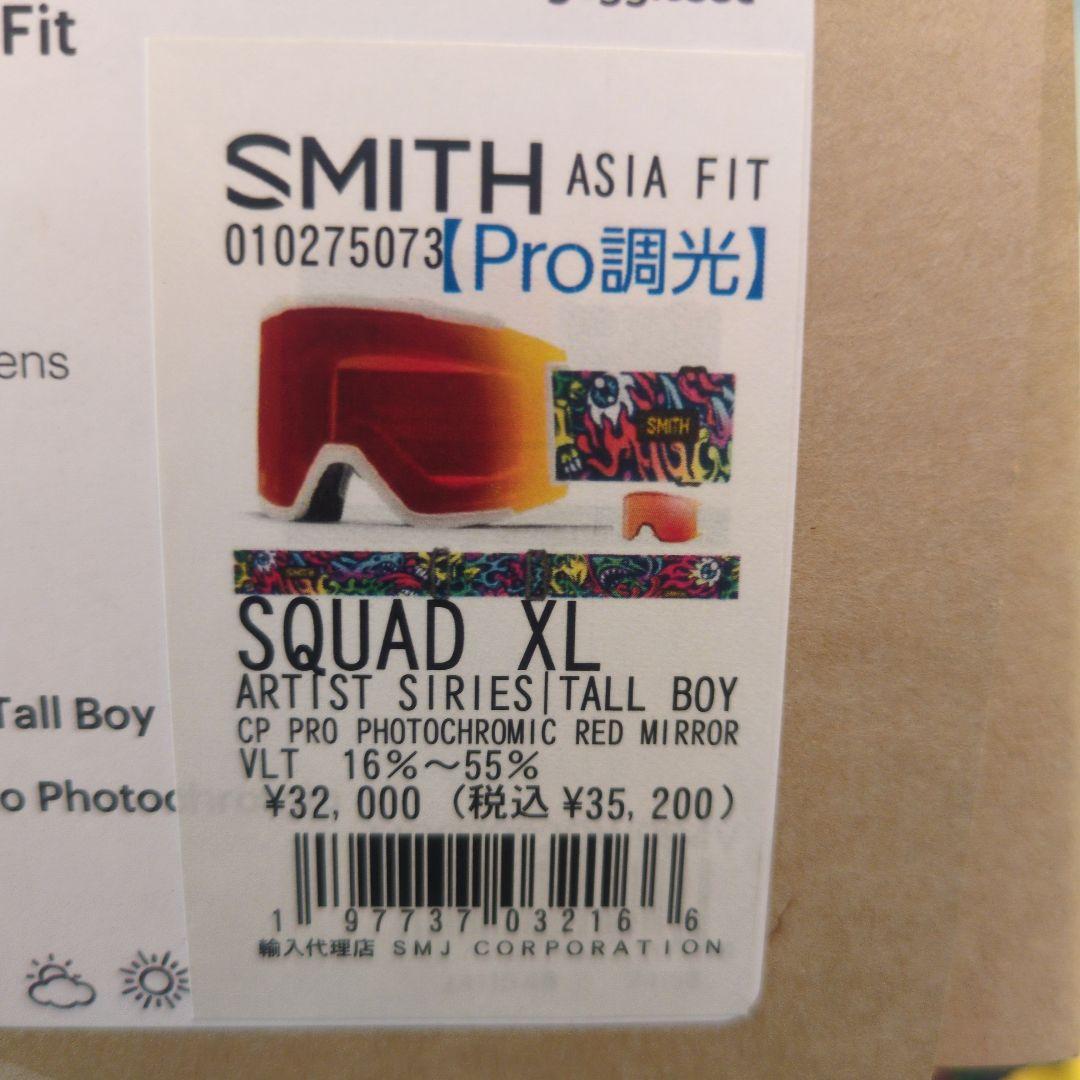 Fit
SMITH ASIA FIT
010275073【Pro調光】
ens
SMITH
SQUAD XL
ARTIST SIRIES|TALL BOY
Tall Boy
CP PRO PHOTOCHROMIC RED MIRROR
VLT 16%～55%
o Photochro
¥32,000 (税込 ¥35,200)
1 97737 03216 6
輸入代理店 SMJ CORPORATION